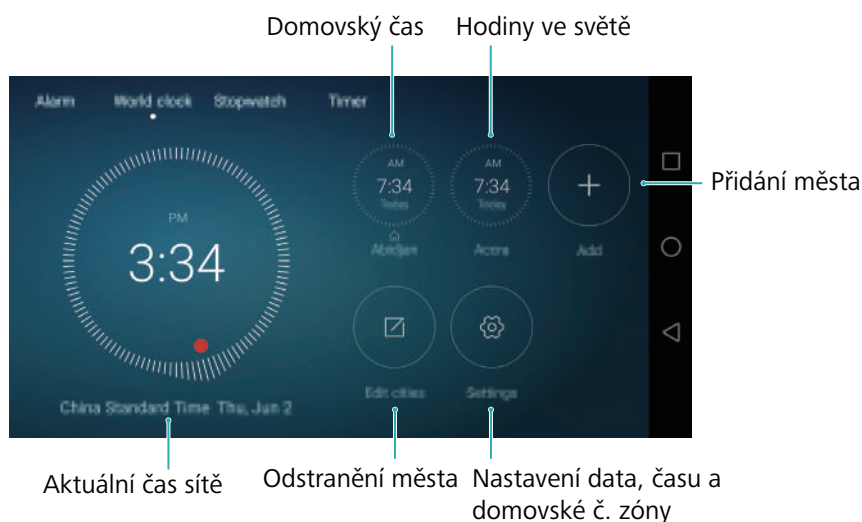 Domovský čas Hodiny ve světě
Alarm World clock Stopwatch Timer
AM AM
7:34 7:34
Today Today
Přidání města
PM
3:34
Abidjan Accra Add
Edit cities Settings
China Standard Time Thu, Jun 2
Aktuální čas sítě
Odstranění města
Nastavení data, času a
domovské č. zóny